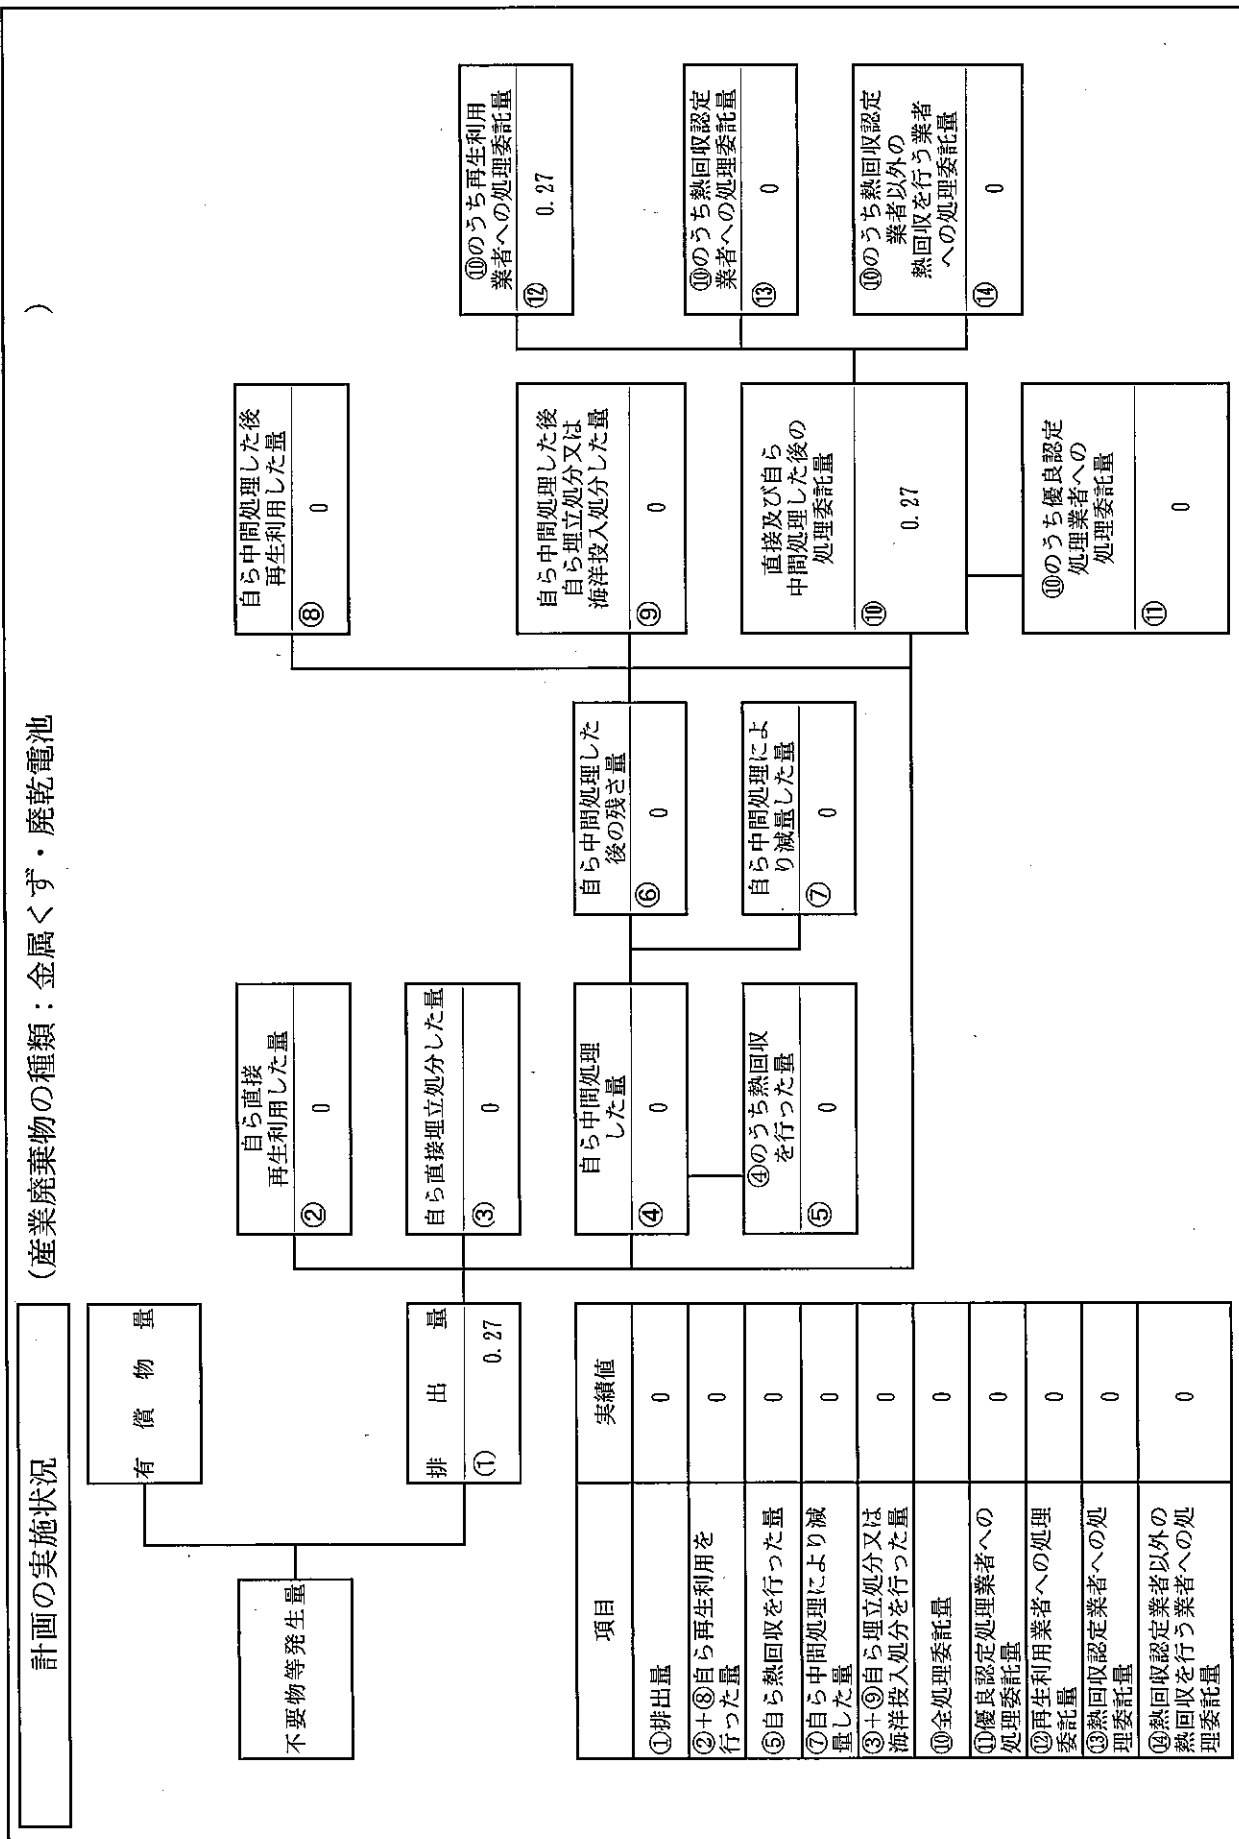 計画の実施状況
(産業廃棄物の種類：金属くず・廃乾電池 )
有償物量
不要物等発生量
排出量
① 0.27
自ら直接
再生利用した量
② 0
自ら直接埋立処分した量
③ 0
自ら中間処理
した量
④ 0
④のうち熱回収
を行った量
⑤ 0
自ら中間処理した
後の残さ量
⑥ 0
自ら中間処理によ
り減量した量
⑦ 0
自ら中間処理した後
再生利用した量
⑧ 0
自ら中間処理した後
自ら埋立処分又は
海洋投入処分した量
⑨ 0
直接及び自ら
中間処理した後の
処理委託量
⑩ 0.27
⑩のうち優良認定
処理業者への
処理委託量
⑪ 0
⑩のうち再生利用
業者への処理委託量
⑫ 0.27
⑩のうち熱回収認定
業者への処理委託量
⑬ 0
⑩のうち熱回収認定
業者以外の
熱回収を行う業者
への処理委託量
⑭ 0
項目 実績値
①排出量 0
②+⑧自ら再生利用を
行った量 0
⑤自ら熱回収を行った量 0
⑦自ら中間処理により減
量した量 0
③+⑨自ら埋立処分又は
海洋投入処分を行った量 0
⑩全処理委託量 0
⑪優良認定処理業者への
処理委託量 0
⑫再生利用業者への処理
委託量 0
⑬熱回収認定業者への処
理委託量 0
⑭熱回収認定業者以外の
熱回収を行う業者への処
理委託量 0